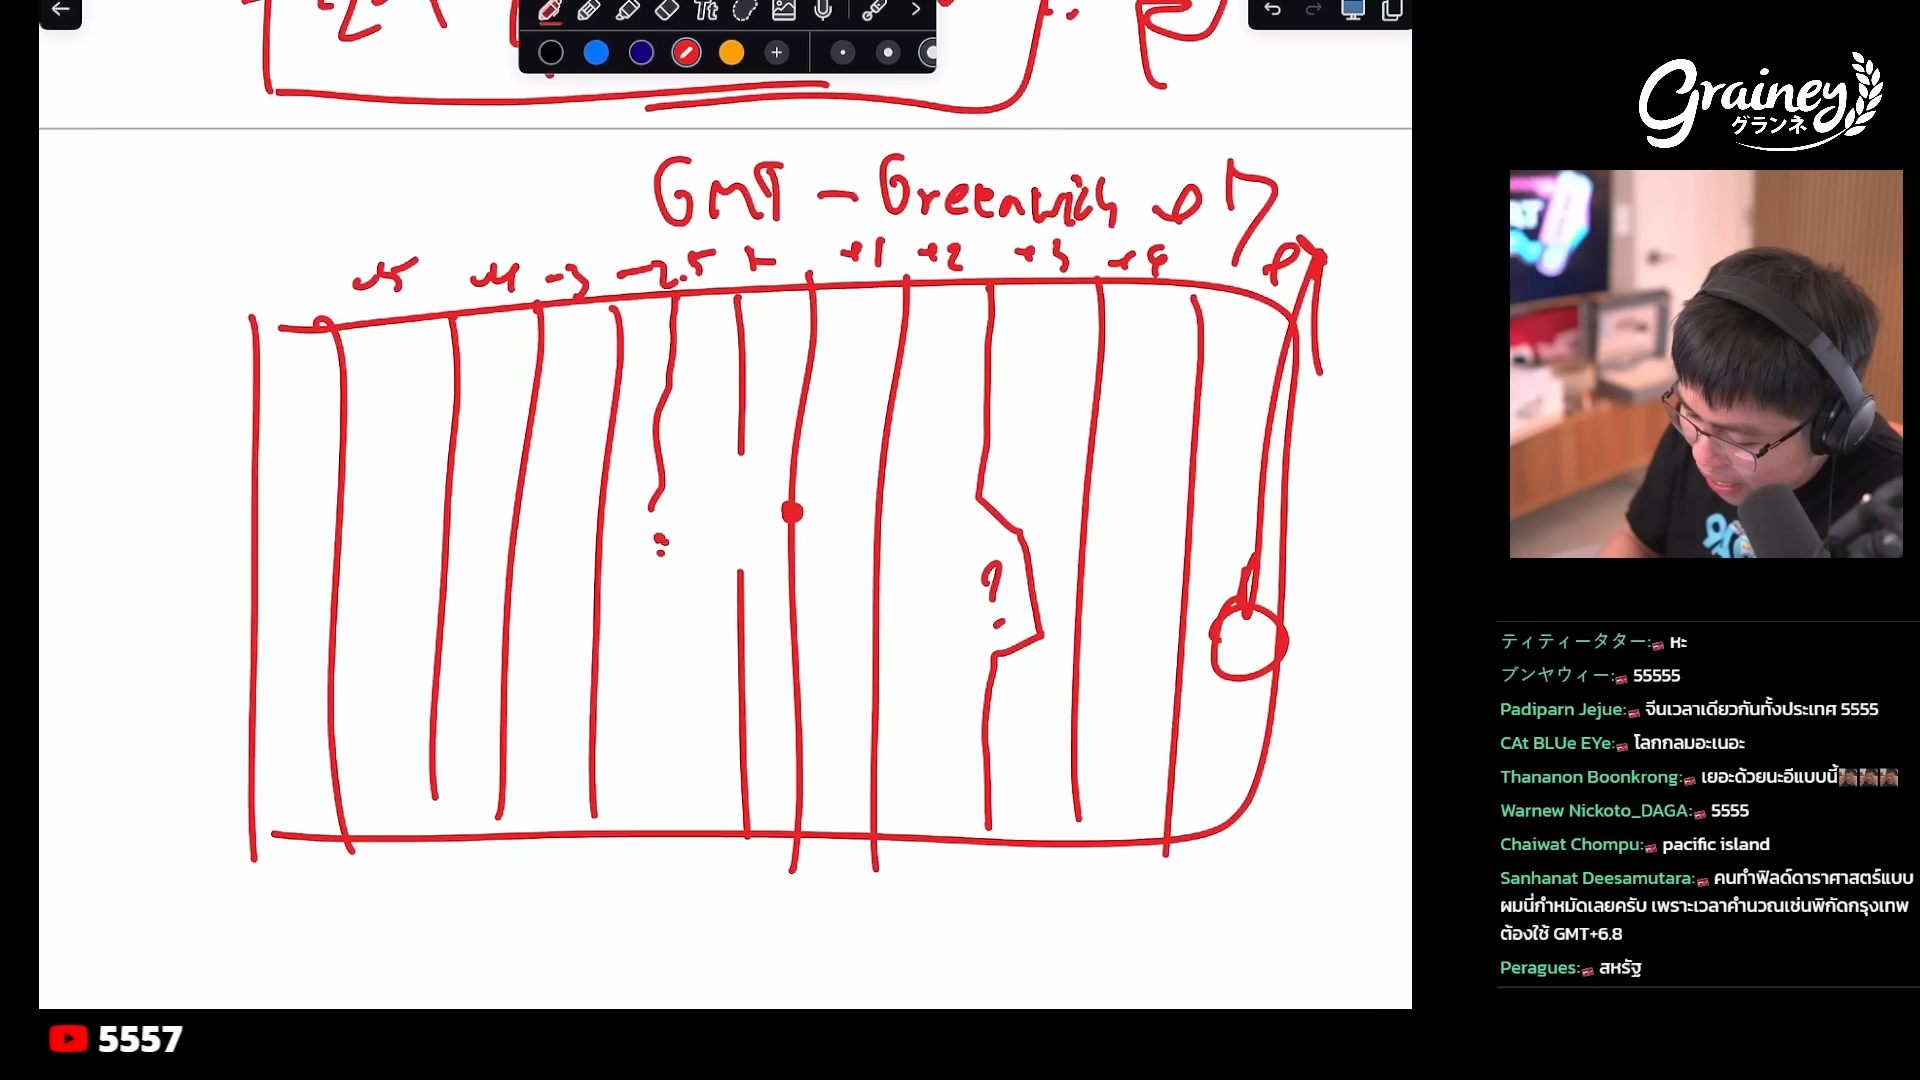 Tt
Grainey
グランネ
GMT - Greenwich
-2.5
+1 +2 +3 +4
-3
?
ティティータター: หะ
ブンヤウィー: 55555
Padiparn Jejue: จีนเวลาเดียวกันทั้งประเทศ 5555
CAt BLUe EYe: โลกกลมอะเนอะ
Thananon Boonkrong: เยอะด้วยนะอีแบบนี้
Warnew Nickoto_DAGA: 5555
Chaiwat Chompu: pacific island
Sanhanat Deesamutara: คนทำฟิลด์ดาราศาสตร์แบบ
ผมนี่กำหมัดเลยครับ เพราะเวลาคำนวณเช่นพิกัดกรุงเทพ
ต้องใช้ GMT+6.8
Peragues: สหรัฐ
5557